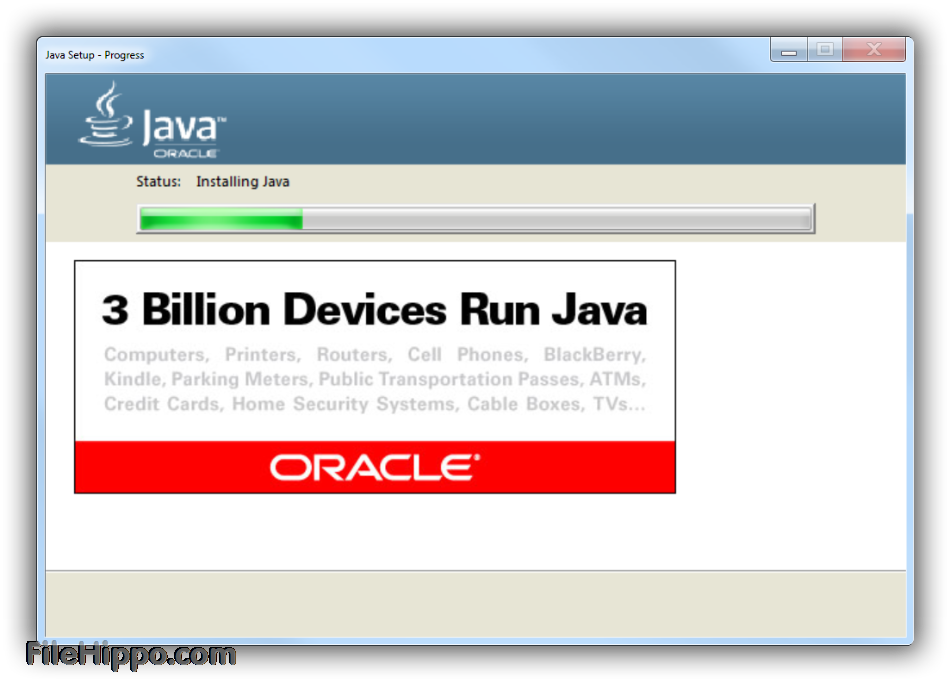 Java Setup - Progress
Java™
ORACLE
Status: Installing Java
3 Billion Devices Run Java
Computers, Printers, Routers, Cell Phones, BlackBerry,
Kindle, Parking Meters, Public Transportation Passes, ATMs,
Credit Cards, Home Security Systems, Cable Boxes, TVs...
ORACLE®
FileHippo.com